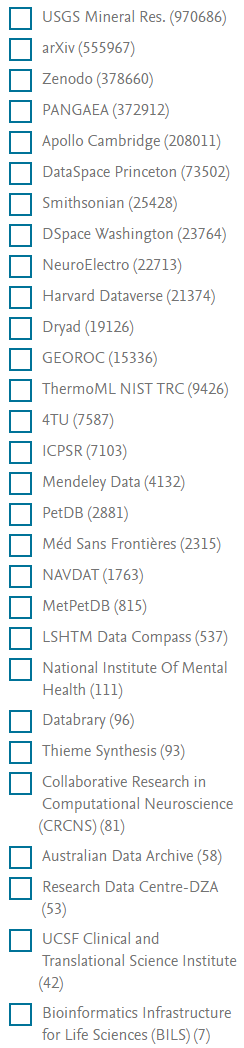 USGS Mineral Res. (970686)
arXiv (555967)
Zenodo (378660)
PANGAEA (372912)
Apollo Cambridge (208011)
DataSpace Princeton (73502)
Smithsonian (25428)
DSpace Washington (23764)
NeuroElectro (22713)
Harvard Dataverse (21374)
Dryad (19126)
GEOROC (15336)
ThermoML NIST TRC (9426)
4TU (7587)
ICPSR (7103)
Mendeley Data (4132)
PetDB (2881)
Méd Sans Frontières (2315)
NAVDAT (1763)
MetPetDB (815)
LSHTM Data Compass (537)
National Institute Of Mental
Health (111)
Databrary (96)
Thieme Synthesis (93)
Collaborative Research in
Computational Neuroscience
(CRCNS) (81)
Australian Data Archive (58)
Research Data Centre-DZA
(53)
UCSF Clinical and
Translational Science Institute
(42)
Bioinformatics Infrastructure
for Life Sciences (BILS) (7)